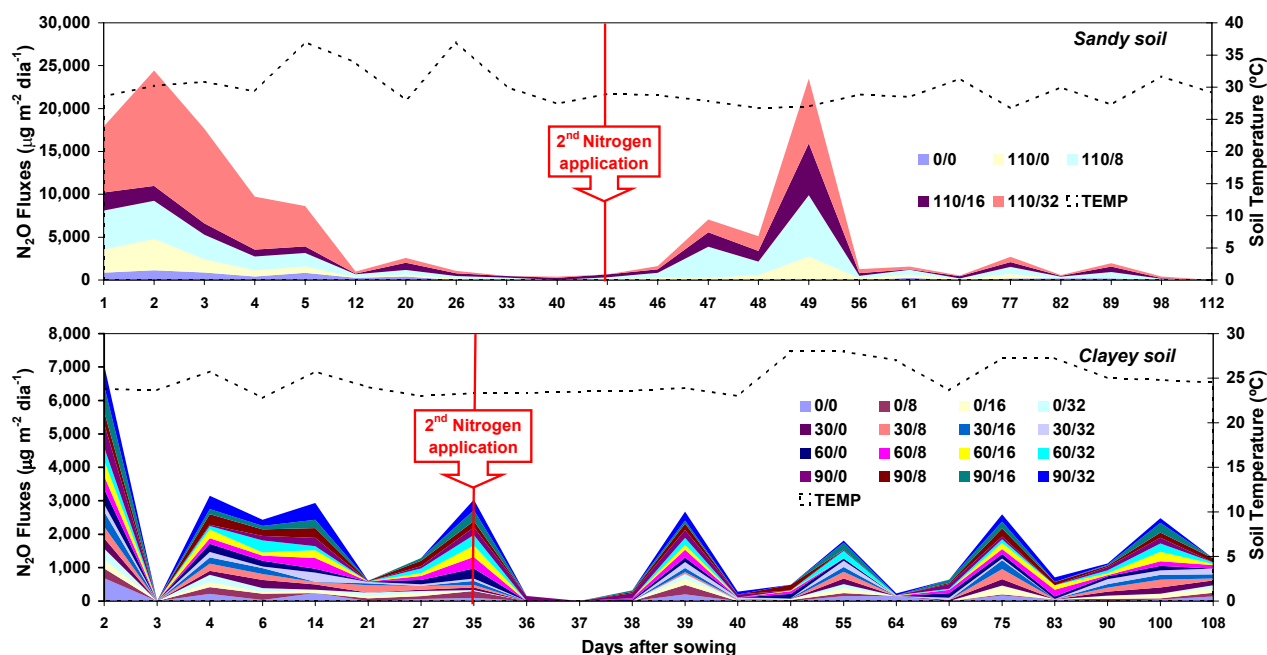 Sandy soil
N2O Fluxes (µg m-2 dia-1)
Soil Temperature (ºC)
30,000
25,000
20,000
15,000
10,000
5,000
0
40
35
30
25
20
15
10
5
0
2nd Nitrogen
application
0/0 110/0 110/8
110/16 110/32 TEMP
1 2 3 4 5 12 20 26 33 40 45 46 47 48 49 56 61 69 77 82 89 98 112
Clayey soil
N2O Fluxes (µg m-2 dia-1)
Soil Temperature (ºC)
8,000
7,000
6,000
5,000
4,000
3,000
2,000
1,000
0
30
25
20
15
10
5
0
2nd Nitrogen
application
0/0 0/8 0/16 0/32
30/0 30/8 30/16 30/32
60/0 60/8 60/16 60/32
90/0 90/8 90/16 90/32
TEMP
2 3 4 6 14 21 27 35 36 37 38 39 40 48 55 64 69 75 83 90 100 108
Days after sowing